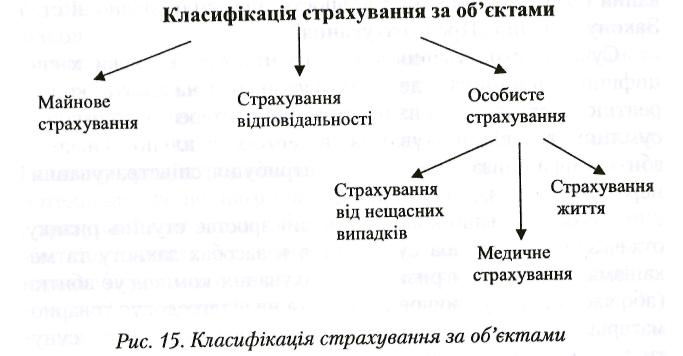 Класифікація страхування за об’єктами
Майнове
страхування
Страхування
відповідальності
Особисте
страхування
Страхування
від нещасних
випадків
Медичне
страхування
Страхування
життя
Рис. 15. Класифікація страхування за об’єктами